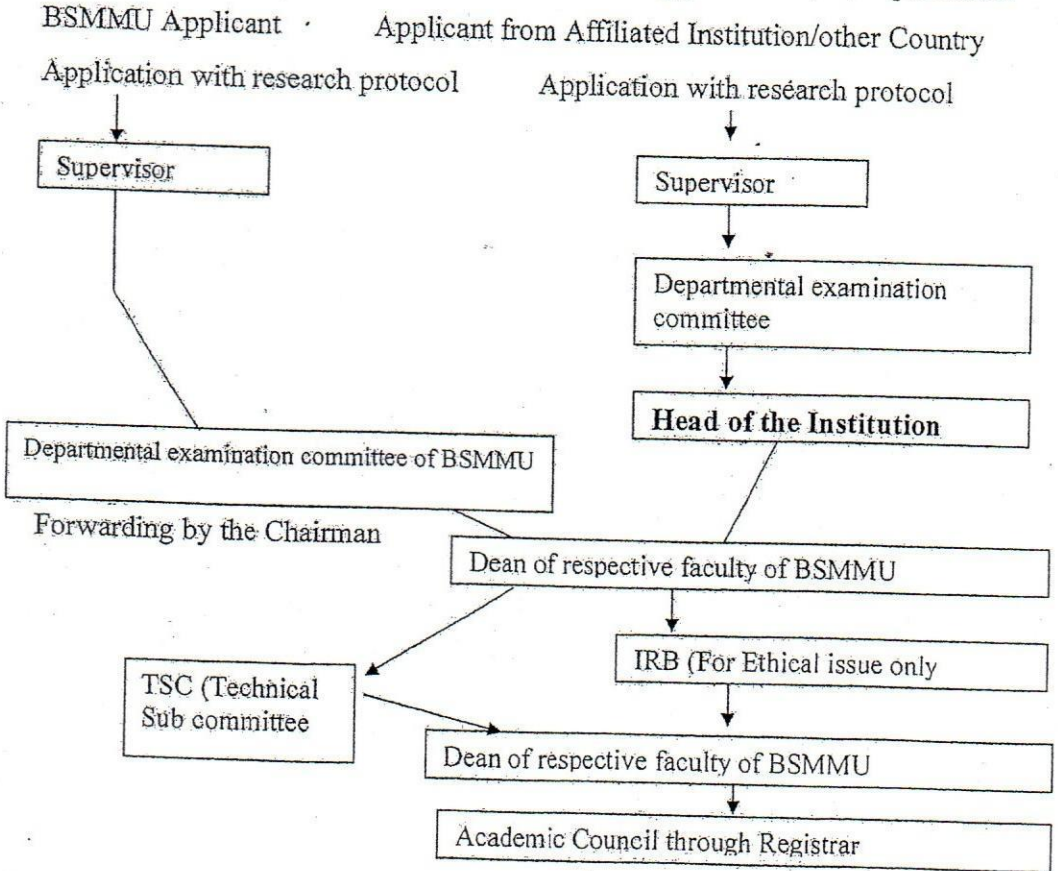 BSMMU Applicant
Applicant from Affiliated Institution/other Country
Application with research protocol
Application with research protocol
Supervisor
Supervisor
Departmental examination
committee
Head of the Institution
Departmental examination committee of BSMMU
Forwarding by the Chairman
Dean of respective faculty of BSMMU
IRB (For Ethical issue only
TSC (Technical
Sub committee
Dean of respective faculty of BSMMU
Academic Council through Registrar